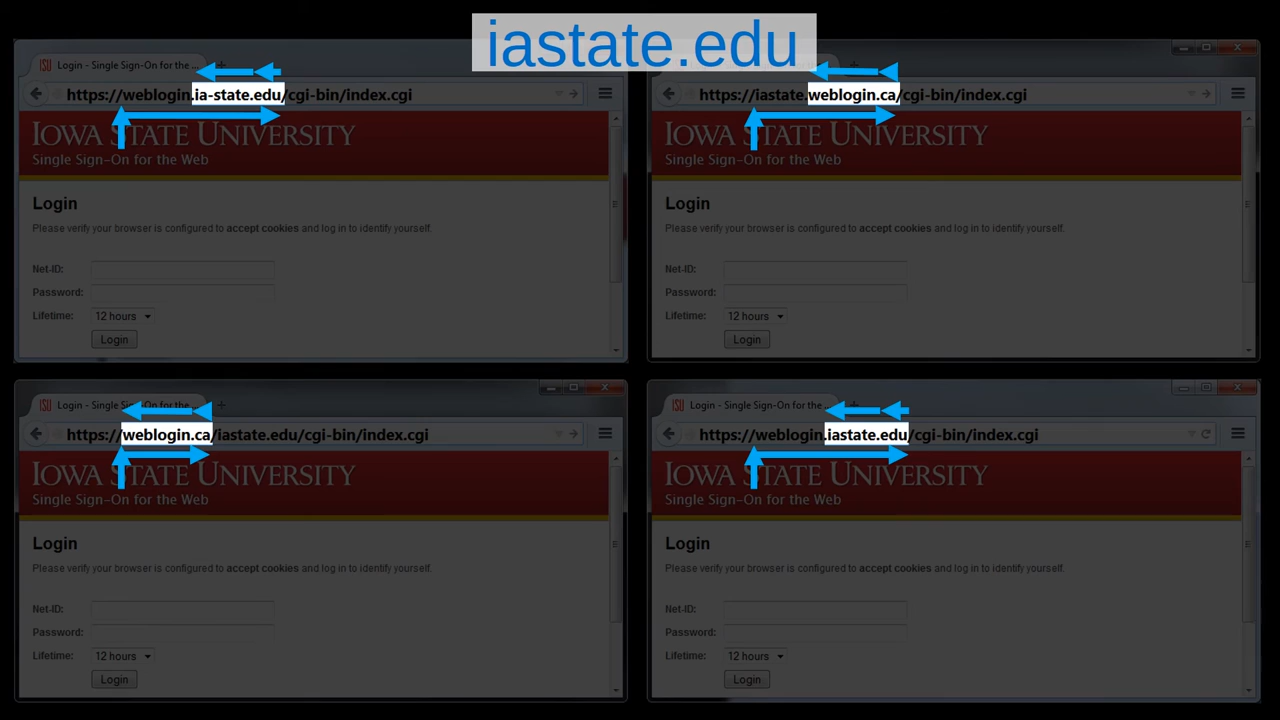 iastate.edu
Login - Single Sign-On for the ...
https://weblogin.ia-state.edu/cgi-bin/index.cgi
IOWA STATE UNIVERSITY
Single Sign-On for the Web
Login
Please verify your browser is configured to accept cookies and log in to identify yourself.
Net-ID:
Password:
Lifetime: 12 hours
Login
https://iastate.weblogin.ca/cgi-bin/index.cgi
IOWA STATE UNIVERSITY
Single Sign-On for the Web
Login
Please verify your browser is configured to accept cookies and log in to identify yourself.
Net-ID:
Password:
Lifetime: 12 hours
Login
Login - Single Sign-On for the ...
https://weblogin.ca/iastate.edu/cgi-bin/index.cgi
IOWA STATE UNIVERSITY
Single Sign-On for the Web
Login
Please verify your browser is configured to accept cookies and log in to identify yourself.
Net-ID:
Password:
Lifetime: 12 hours
Login
Login - Single Sign-On for the ...
https://weblogin.iastate.edu/cgi-bin/index.cgi
IOWA STATE UNIVERSITY
Single Sign-On for the Web
Login
Please verify your browser is configured to accept cookies and log in to identify yourself.
Net-ID:
Password:
Lifetime: 12 hours
Login